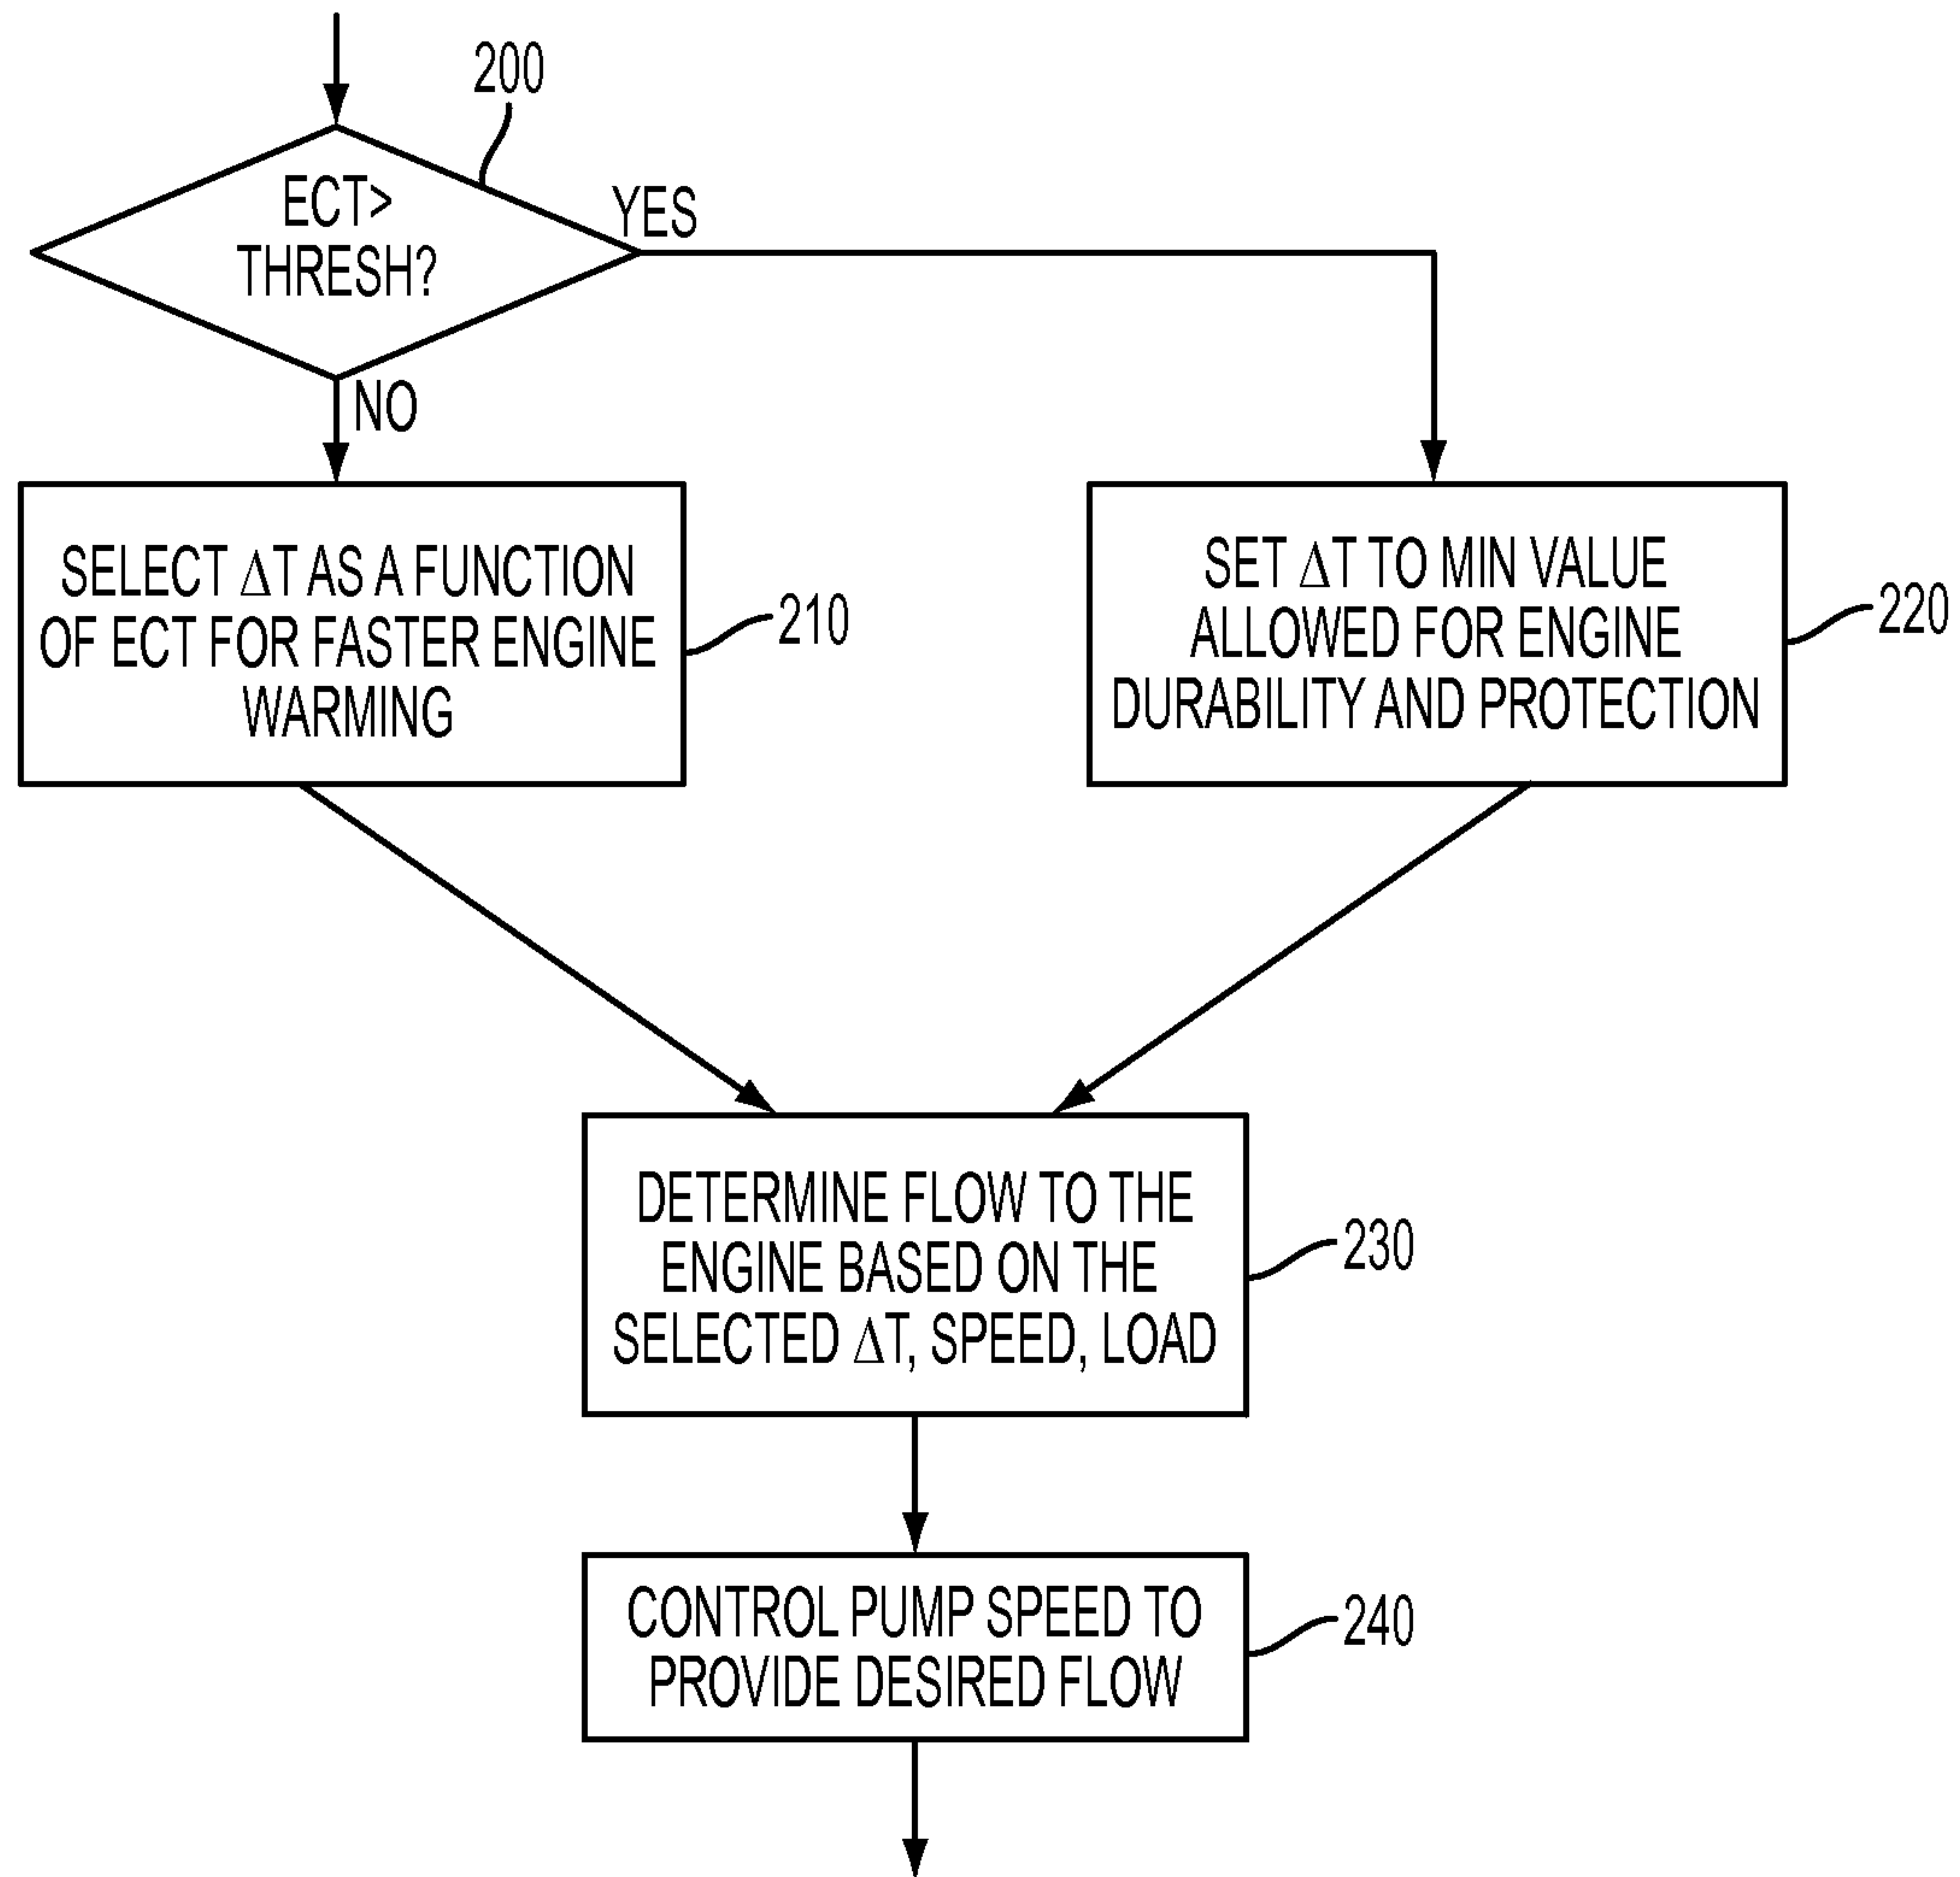 200
ECT>
THRESH?
YES
NO
SELECT ΔT AS A FUNCTION
OF ECT FOR FASTER ENGINE
WARMING
210
SET ΔT TO MIN VALUE
ALLOWED FOR ENGINE
DURABILITY AND PROTECTION
220
DETERMINE FLOW TO THE
ENGINE BASED ON THE
SELECTED ΔT, SPEED, LOAD
230
CONTROL PUMP SPEED TO
PROVIDE DESIRED FLOW
240